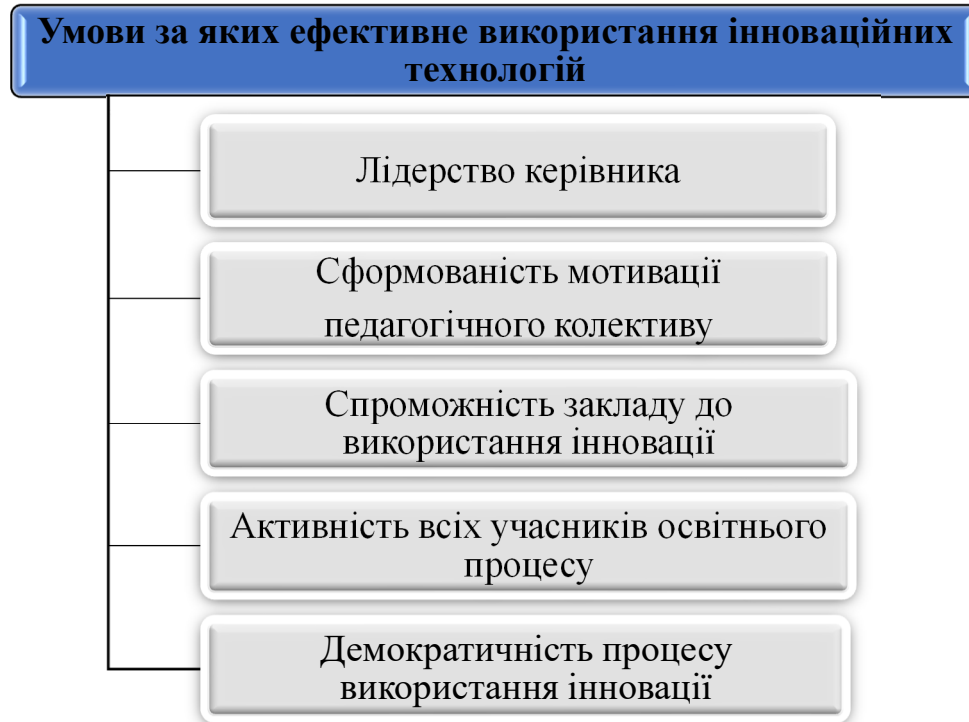 Умови за яких ефективне використання інноваційних
технологій
Лідерство керівника
Сформованість мотивації
педагогічного колективу
Спроможність закладу до
використання інновації
Активність всіх учасників освітнього
процесу
Демократичність процесу
використання інновації